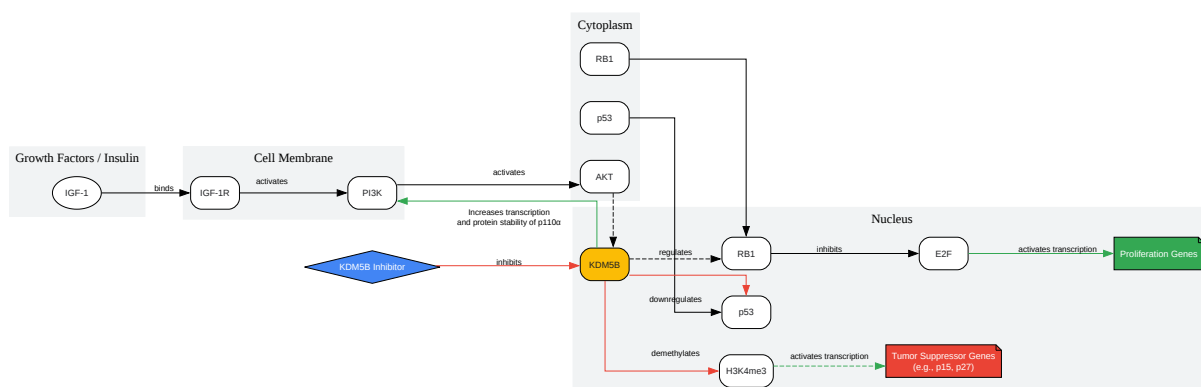 Cytoplasm
RB1
p53
AKT
Growth Factors / Insulin
IGF-1
binds
Cell Membrane
IGF-1R
activates
PI3K
activates
Increases transcription
and protein stability of p110α
Nucleus
KDM5B Inhibitor
inhibits
KDM5B
regulates
RB1
inhibits
E2F
activates transcription
Proliferation Genes
downregulates
p53
demethylates
H3K4me3
activates transcription
Tumor Suppressor Genes
(e.g., p15, p27)